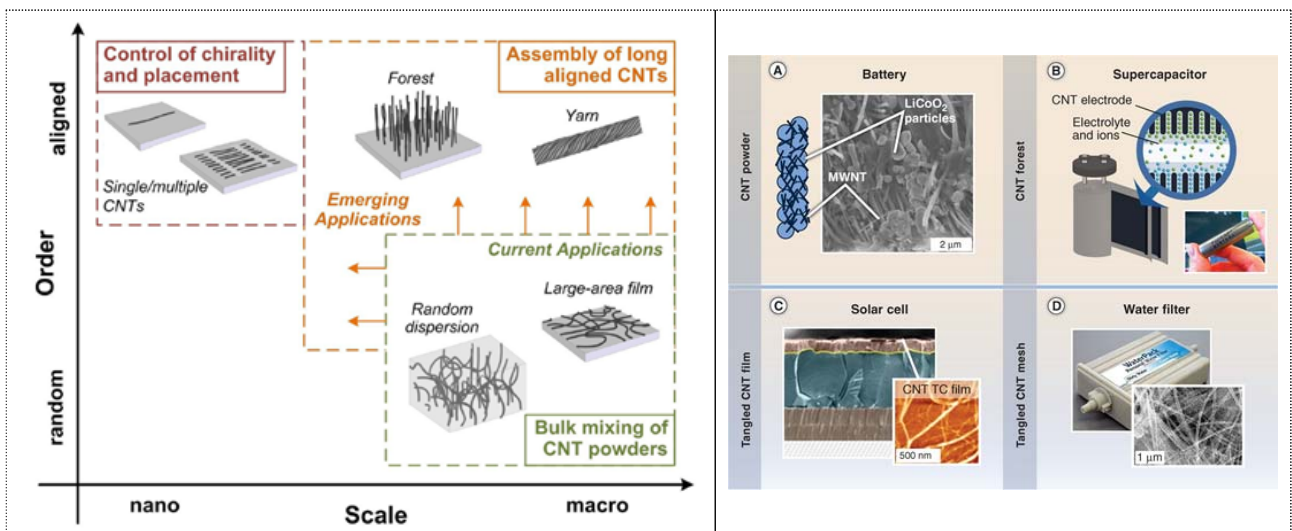 Control of chirality
and placement
Assembly of long
aligned CNTs
Forest
Yarn
Single/multiple
CNTs
Emerging
Applications
Current Applications
Random
dispersion
Large-area film
Bulk mixing of
CNT powders
aligned
Order
random
nano
Scale
macro
A
Battery
CNT powder
LiCoO₂
particles
MWNT
2 μm
B
Supercapacitor
CNT forest
CNT electrode
Electrolyte
and ions
C
Solar cell
Tangled CNT film
CNT TC film
500 nm
D
Water filter
Tangled CNT mesh
WaterPack
1 μm